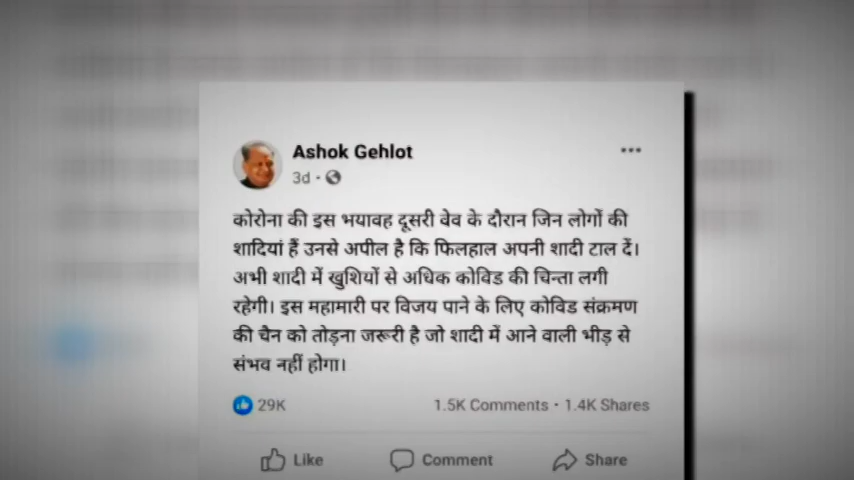 Ashok Gehlot
3d ·
कोरोना की इस भयावह दूसरी वेव के दौरान जिन लोगों की
शादियां हैं उनसे अपील है कि फिलहाल अपनी शादी टाल दें।
अभी शादी में खुशियों से अधिक कोविड की चिन्ता लगी
रहेगी। इस महामारी पर विजय पाने के लिए कोविड संक्रमण
की चैन को तोड़ना जरूरी है जो शादी में आने वाली भीड़ से
संभव नहीं होगा।
29K 1.5K Comments · 1.4K Shares
Like Comment Share